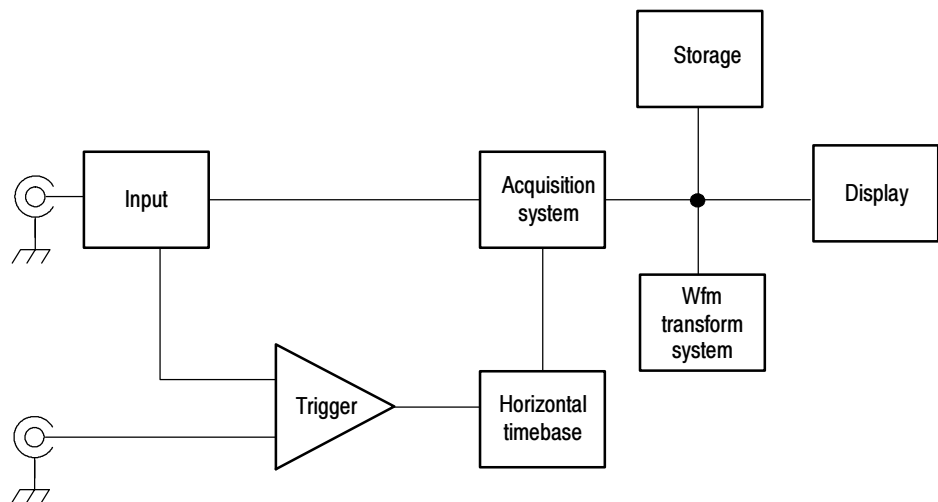 Storage
Input
Acquisition
system
Display
Wfm
transform
system
Trigger
Horizontal
timebase